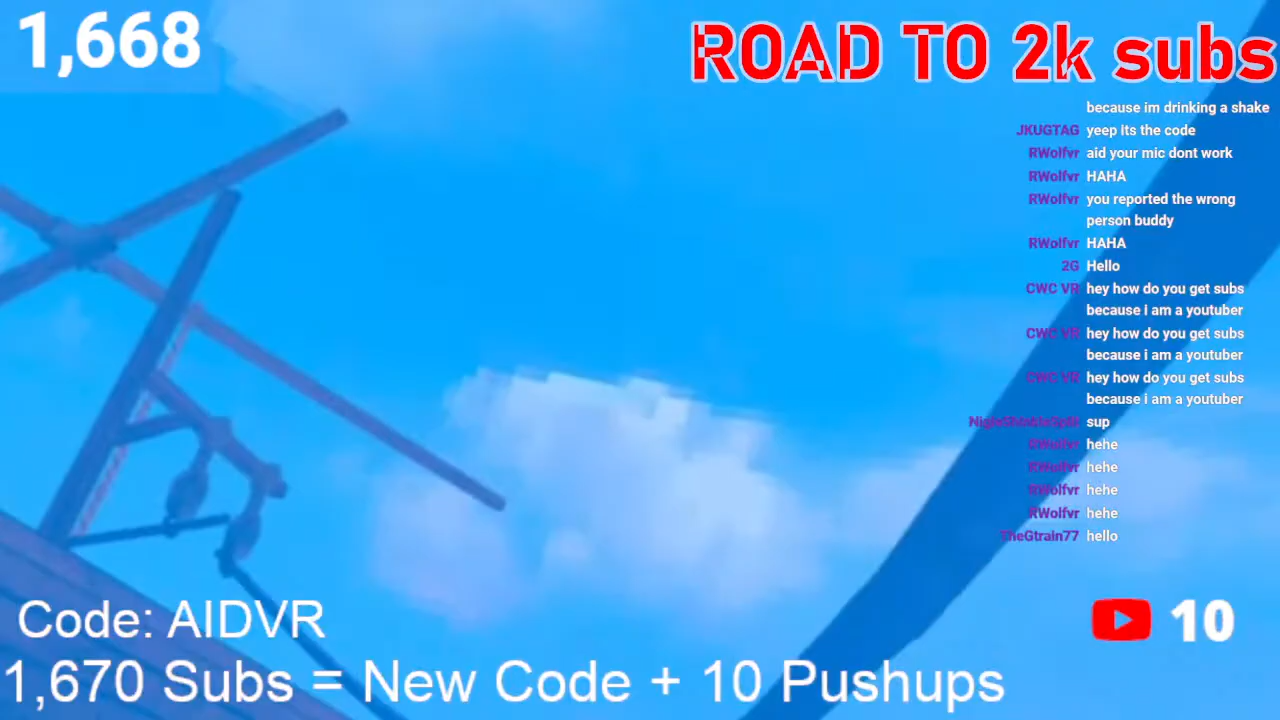 1,668
ROAD TO 2k subs
because im drinking a shake
JKUGTAG yeep its the code
RWolfvr aid your mic dont work
RWolfvr HAHA
RWolfvr you reported the wrong
person buddy
RWolfvr HAHA
2G Hello
CWC VR hey how do you get subs
because i am a youtuber
CWC VR hey how do you get subs
because i am a youtuber
CWC VR hey how do you get subs
because i am a youtuber
sup
RWolfvr hehe
RWolfvr hehe
RWolfvr hehe
RWolfvr hehe
TheGtrain77 hello
10
Code: AIDVR
1,670 Subs = New Code + 10 Pushups